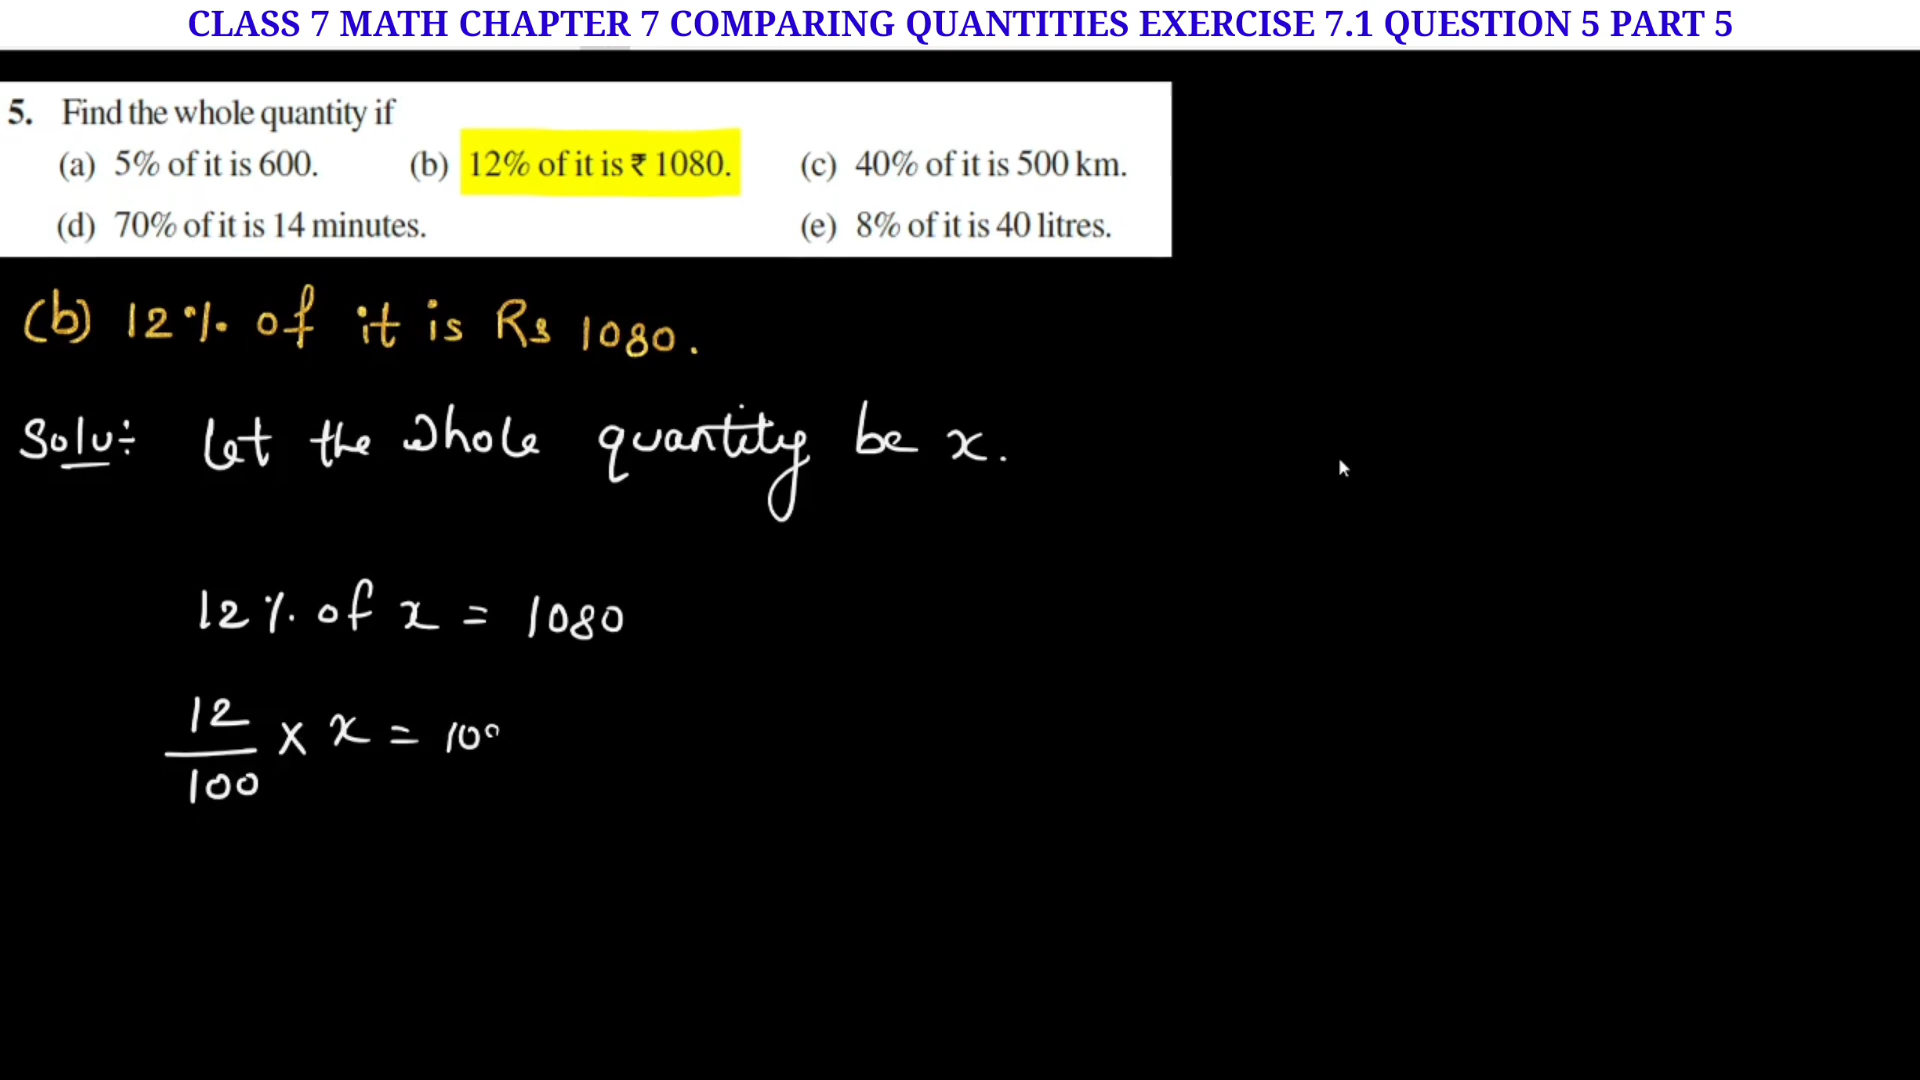 CLASS 7 MATH CHAPTER 7 COMPARING QUANTITIES EXERCISE 7.1 QUESTION 5 PART 5
5. Find the whole quantity if
(a) 5% of it is 600. (b) 12% of it is ₹ 1080. (c) 40% of it is 500 km.
(d) 70% of it is 14 minutes. (e) 8% of it is 40 litres.
(b) 12% of it is Rs 1080.
Solu: Let the whole quantity be x.
12% of x = 1080
12/100 × x = 10